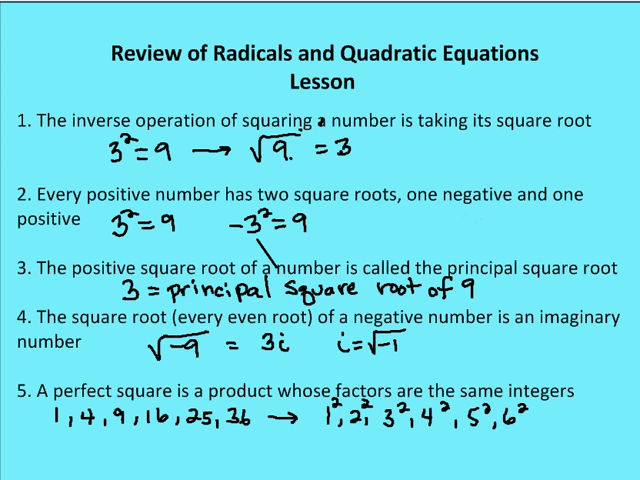 Review of Radicals and Quadratic Equations
Lesson
1. The inverse operation of squaring a number is taking its square root
3² = 9 → √9 = 3
2. Every positive number has two square roots, one negative and one
positive 3² = 9 -3² = 9
3. The positive square root of a number is called the principal square root
3 = principal square root of 9
4. The square root (every even root) of a negative number is an imaginary
number √-9 = 3i i = √-1
5. A perfect square is a product whose factors are the same integers
1, 4, 9, 16, 25, 36 → 1², 2², 3², 4², 5², 6²